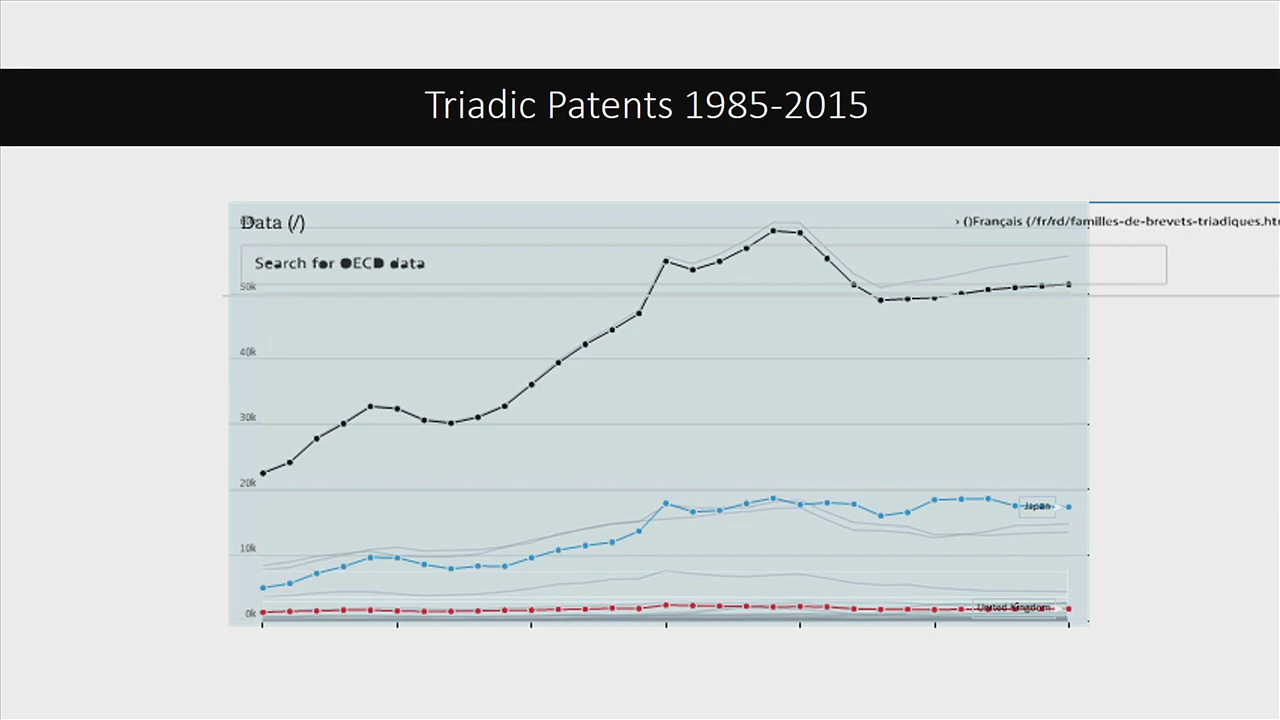 Triadic Patents 1985-2015
Data (/)
› ()Français (/fr/rd/familles-de-brevets-triadiques.htm
Search for OECD data
50k
40k
30k
20k
Japan
10k
United Kingdom
0k